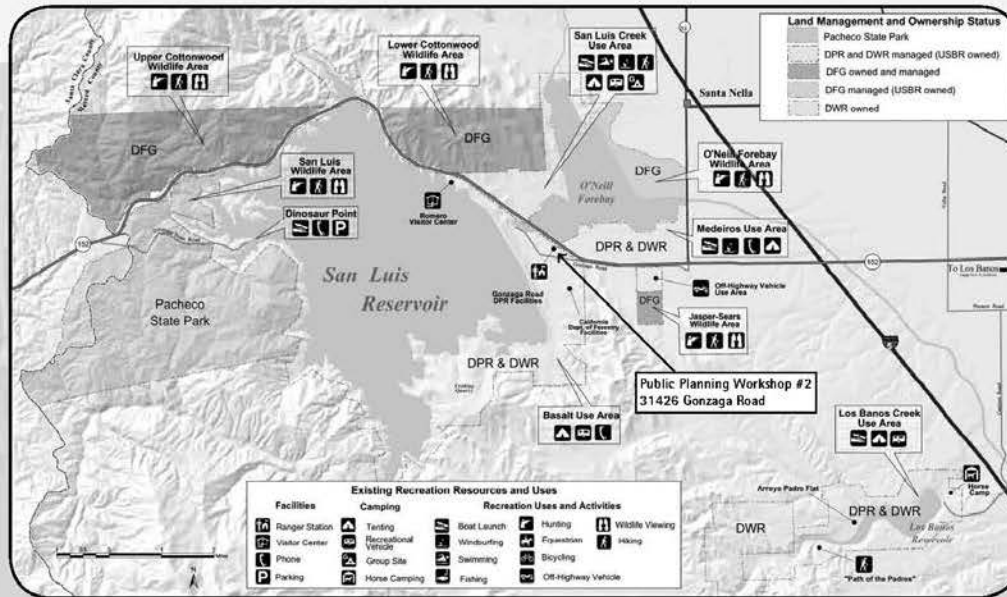 Land Management and Ownership Status
Pacheco State Park
DPR and DWR managed (USBR owned)
DFG owned and managed
DFG managed (USBR owned)
DWR owned
Upper Cottonwood
Wildlife Area
Lower Cottonwood
Wildlife Area
San Luis Creek
Use Area
Santa Nella
DFG
DFG
DFG
O'Neill Forebay
Wildlife Area
O'Neill
Forebay
San Luis
Wildlife Area
Romero
Visitor Center
Dinosaur Point
Medeiros Use Area
DPR & DWR
152
152
To Los Banos
San Luis
Reservoir
Gonzaga Road
DPR Facilities
Off-Highway Vehicle
Use Area
DFG
Pacheco
State Park
California
Dept. of Forestry
Facilities
Jasper-Sears
Wildlife Area
DPR & DWR
Public Planning Workshop #2
31426 Gonzaga Road
Basalt Use Area
Los Banos Creek
Use Area
Horse
Camp
Arroyo Padro Flat
DPR & DWR
DWR
Los Banos
Reservoir
"Path of the Padres"
Existing Recreation Resources and Uses
Facilities
Camping
Recreation Uses and Activities
Ranger Station
Tenting
Boat Launch
Hunting
Wildlife Viewing
Visitor Center
Recreational
Vehicle
Windsurfing
Equestrian
Hiking
Phone
Group Site
Swimming
Bicycling
Parking
Horse Camping
Fishing
Off-Highway Vehicle
N